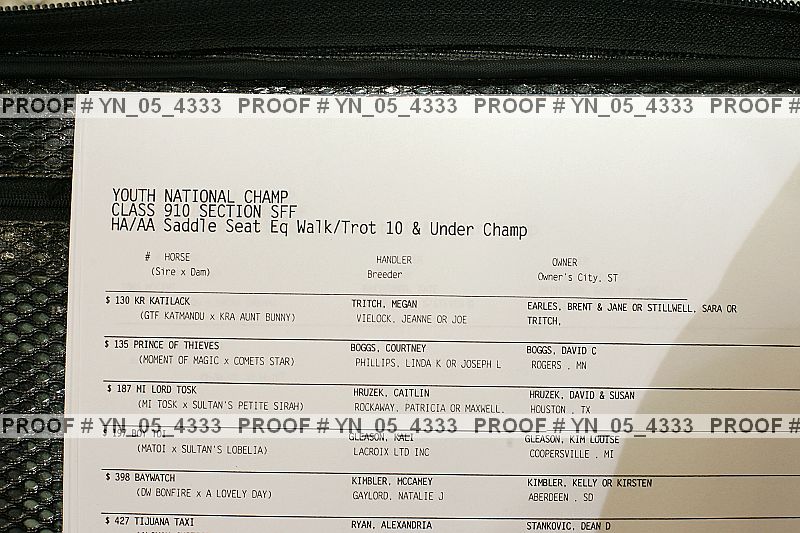 PROOF # YN_05_4333 PROOF # YN_05_4333 PROOF # YN_05_4333 PROOF #
YOUTH NATIONAL CHAMP
CLASS 910 SECTION SFF
HA/AA Saddle Seat Eq Walk/Trot 10 & Under Champ
# HORSE HANDLER OWNER
(Sire x Dam) Breeder Owner's City, ST
$ 130 KR KATILACK TRITCH, MEGAN EARLES, BRENT & JANE OR STILLWELL, SARA OR
(GTF KATMANDU x KRA AUNT BUNNY) VIELOCK, JEANNE OR JOE TRITCH,
$ 135 PRINCE OF THIEVES BOGGS, COURTNEY BOGGS, DAVID C
(MOMENT OF MAGIC x COMETS STAR) PHILLIPS, LINDA K OR JOSEPH L ROGERS , MN
$ 187 MI LORD TOSK HRUZEK, CAITLIN HRUZEK, DAVID & SUSAN
(MI TOSK x SULTAN'S PETITE SIRAH) ROCKAWAY, PATRICIA OR MAXWELL, HOUSTON , TX
PROOF # YN_05_4333 PROOF # YN_05_4333 PROOF # YN_05_4333 PROOF #
$ 197 BOY TOI GLEASON, KALI GLEASON, KIM LOUISE
(MATOI x SULTAN'S LOBELIA) LACROIX LTD INC COOPERSVILLE , MI
$ 398 BAYWATCH KIMBLER, MCCAHEY KIMBLER, KELLY OR KIRSTEN
(DW BONFIRE x A LOVELY DAY) GAYLORD, NATALIE J ABERDEEN , SD
$ 427 TIJUANA TAXI RYAN, ALEXANDRIA STANKOVIC, DEAN D